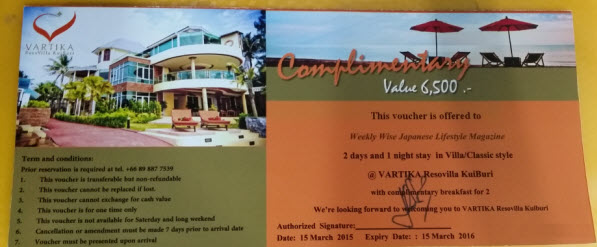 VARTIKA
ResoVilla KuiBuri
Complimentary
Value 6,500 .-
This voucher is offered to
Weekly Wise Japanese Lifestyle Magazine
2 days and 1 night stay in Villa/Classic style
@ VARTIKA Resovilla KuiBuri
with complimentary breakfast for 2
We're looking forward to welcoming you to VARTIKA Resovilla Kuiburi
Authorized Signature:
Date: 15 March 2015 Expiry Date : : 15 March 2016
Term and conditions:
Prior reservation is required at tel. +66 89 887 7539
1. This voucher is transferable but non-refundable
2. This voucher cannot be replaced if lost.
3. This voucher cannot exchange for cash value
4. This voucher is for one time only
5. This voucher is not available for Saterday and long weekend
6. Cancellation or amendment must be made 7 days prior to arrival date
7. Voucher must be presented upon arrival